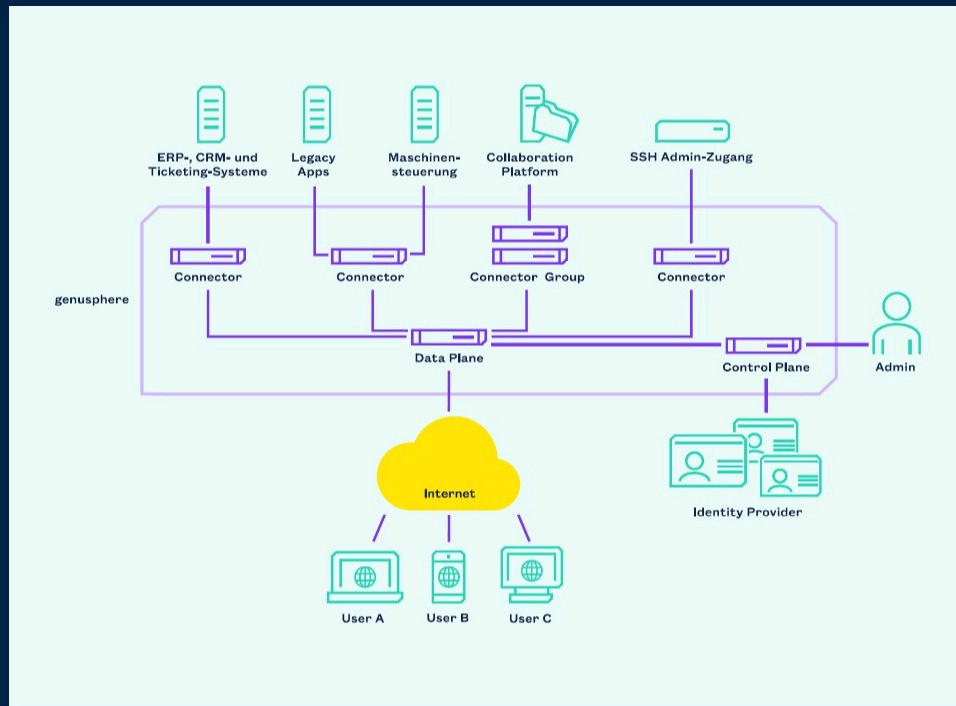 ERP-, CRM- und
Ticketing-Systeme
Legacy
Apps
Maschinen-
steuerung
Collaboration
Platform
SSH Admin-Zugang
Connector
Connector
Connector Group
Connector
genusphere
Data Plane
Control Plane
Admin
Internet
Identity Provider
User A
User B
User C